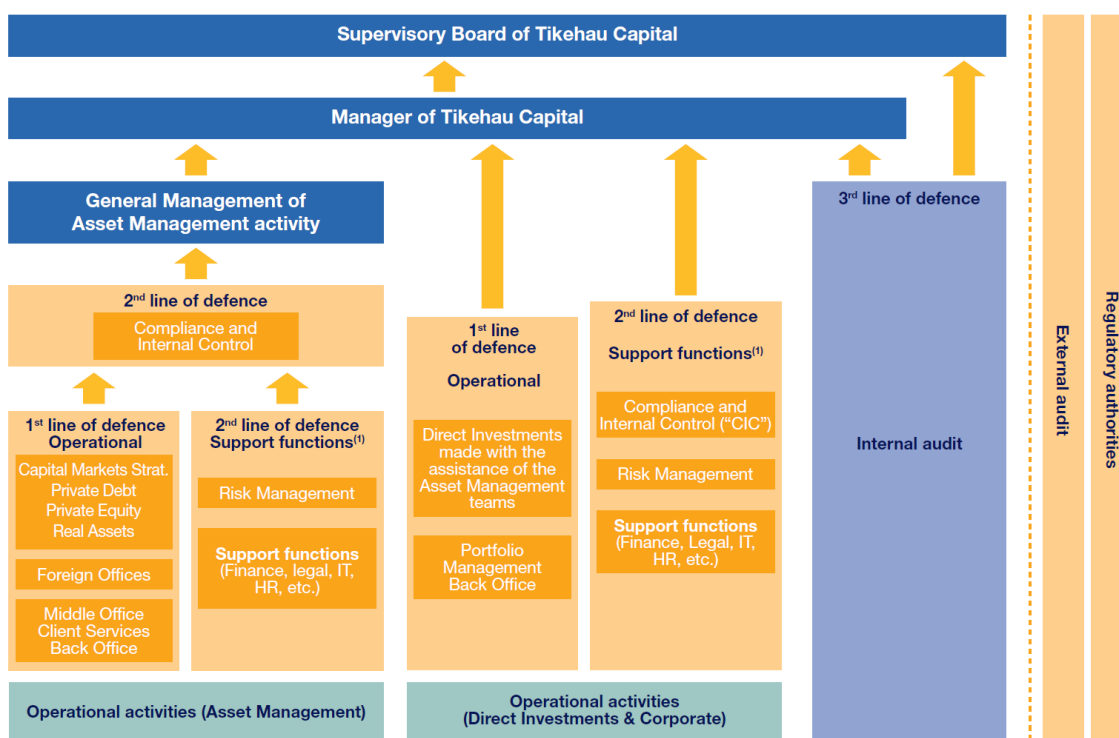 Supervisory Board of Tikehau Capital
Manager of Tikehau Capital
General Management of
Asset Management activity
2nd line of defence
Compliance and
Internal Control
1st line of defence
Operational
Capital Markets Strat.
Private Debt
Private Equity
Real Assets
Foreign Offices
Middle Office
Client Services
Back Office
2nd line of defence
Support functions(1)
Risk Management
Support functions
(Finance, legal, IT,
HR, etc.)
Operational activities (Asset Management)
1st line
of defence
Operational
Direct Investments
made with the
assistance of the
Asset Management
teams
Portfolio
Management
Back Office
2nd line of defence
Support functions(1)
Compliance and
Internal Control (“CIC”)
Risk Management
Support functions
(Finance, Legal, IT,
HR, etc.)
Operational activities
(Direct Investments & Corporate)
3rd line of defence
Internal audit
External audit
Regulatory authorities